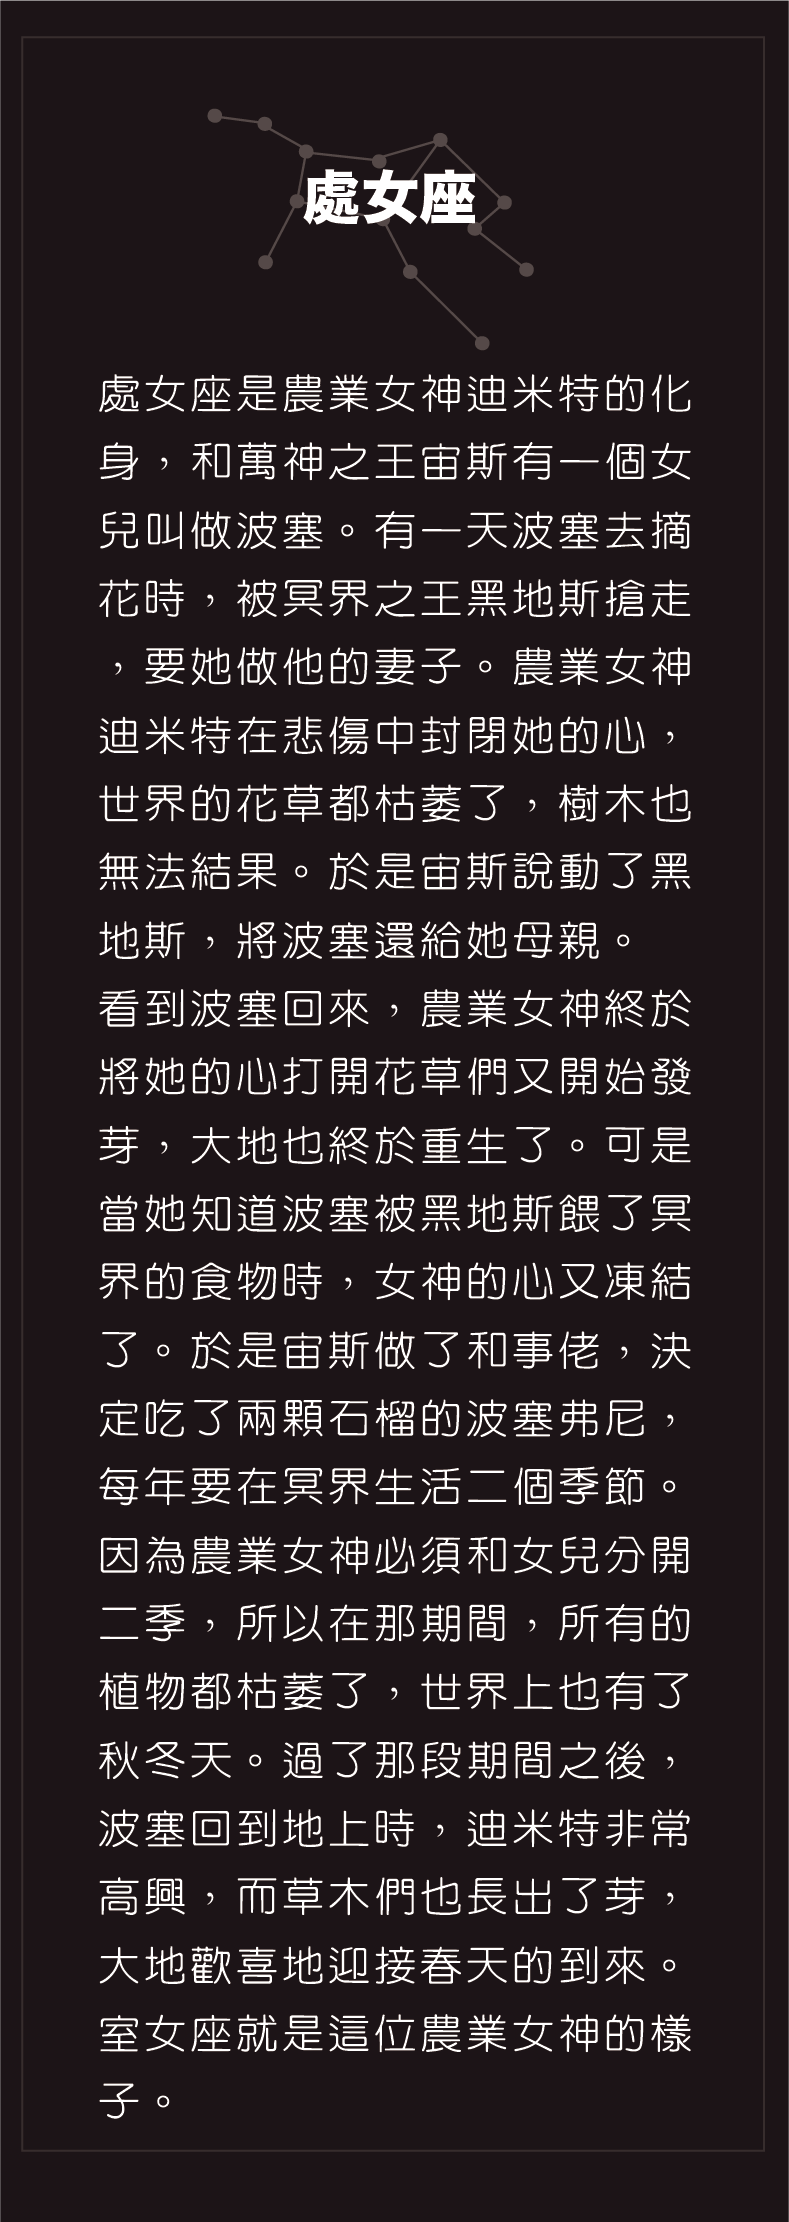 處女座
處女座是農業女神迪米特的化
身，和萬神之王宙斯有一個女
兒叫做波塞。有一天波塞去摘
花時，被冥界之王黑地斯搶走
，要她做他的妻子。農業女神
迪米特在悲傷中封閉她的心，
世界的花草都枯萎了，樹木也
無法結果。於是宙斯說動了黑
地斯，將波塞還給她母親。
看到波塞回來，農業女神終於
將她的心打開花草們又開始發
芽，大地也終於重生了。可是
當她知道波塞被黑地斯餵了冥
界的食物時，女神的心又凍結
了。於是宙斯做了和事佬，決
定吃了兩顆石榴的波塞弗尼，
每年要在冥界生活二個季節。
因為農業女神必須和女兒分開
二季，所以在那期間，所有的
植物都枯萎了，世界上也有了
秋冬天。過了那段期間之後，
波塞回到地上時，迪米特非常
高興，而草木們也長出了芽，
大地歡喜地迎接春天的到來。
室女座就是這位農業女神的樣
子。